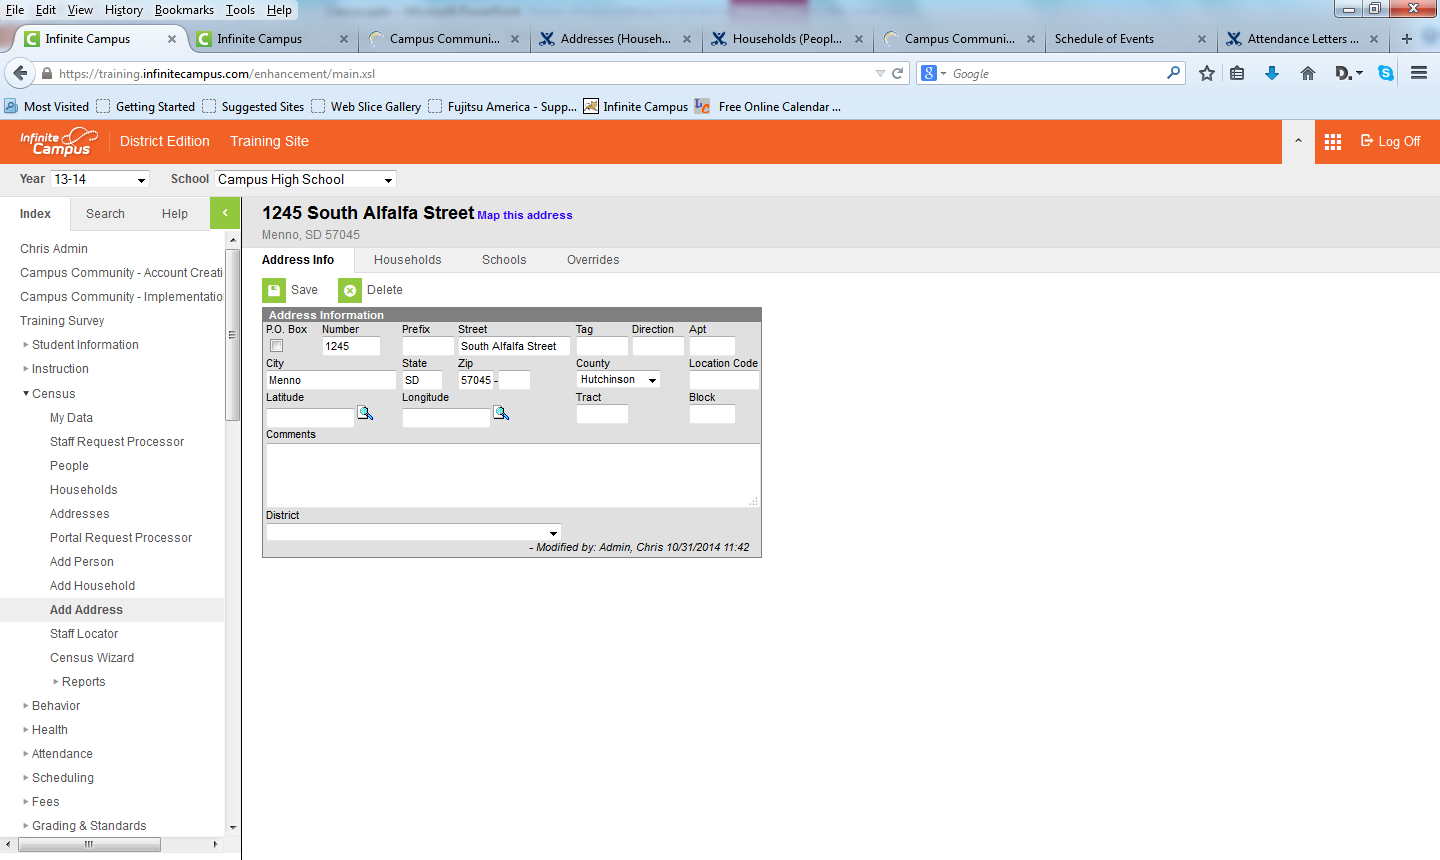 File Edit View History Bookmarks Tools Help
Infinite Campus Infinite Campus Campus Communi... Addresses (Househ... Households (Peopl... Campus Communi... Schedule of Events Attendance Letters ...
https://training.infinitecampus.com/enhancement/main.xsl Google
Most Visited Getting Started Suggested Sites Web Slice Gallery Fujitsu America - Supp... Infinite Campus Free Online Calendar ...
Infinite Campus District Edition Training Site Log Off
Year 13-14 School Campus High School
Index Search Help
Chris Admin
Campus Community - Account Creati
Campus Community - Implementatio
Training Survey
Student Information
Instruction
Census
My Data
Staff Request Processor
People
Households
Addresses
Portal Request Processor
Add Person
Add Household
Add Address
Staff Locator
Census Wizard
Reports
Behavior
Health
Attendance
Scheduling
Fees
Grading & Standards
1245 South Alfalfa Street Map this address
Menno, SD 57045
Address Info Households Schools Overrides
Save Delete
Address Information
P.O. Box Number Prefix Street Tag Direction Apt
1245 South Alfalfa Street
City State Zip County Location Code
Menno SD 57045 - Hutchinson
Latitude Longitude Tract Block
Comments
District
- Modified by: Admin, Chris 10/31/2014 11:42